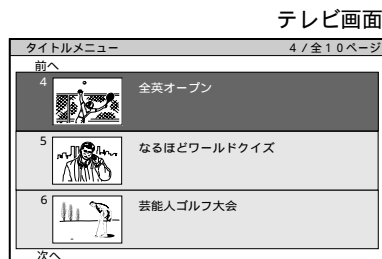 テレビ画面
タイトルメニュー 4/全10ページ
前へ
4 全英オープン
5 なるほどワールドクイズ
6 芸能人ゴルフ大会
次へ